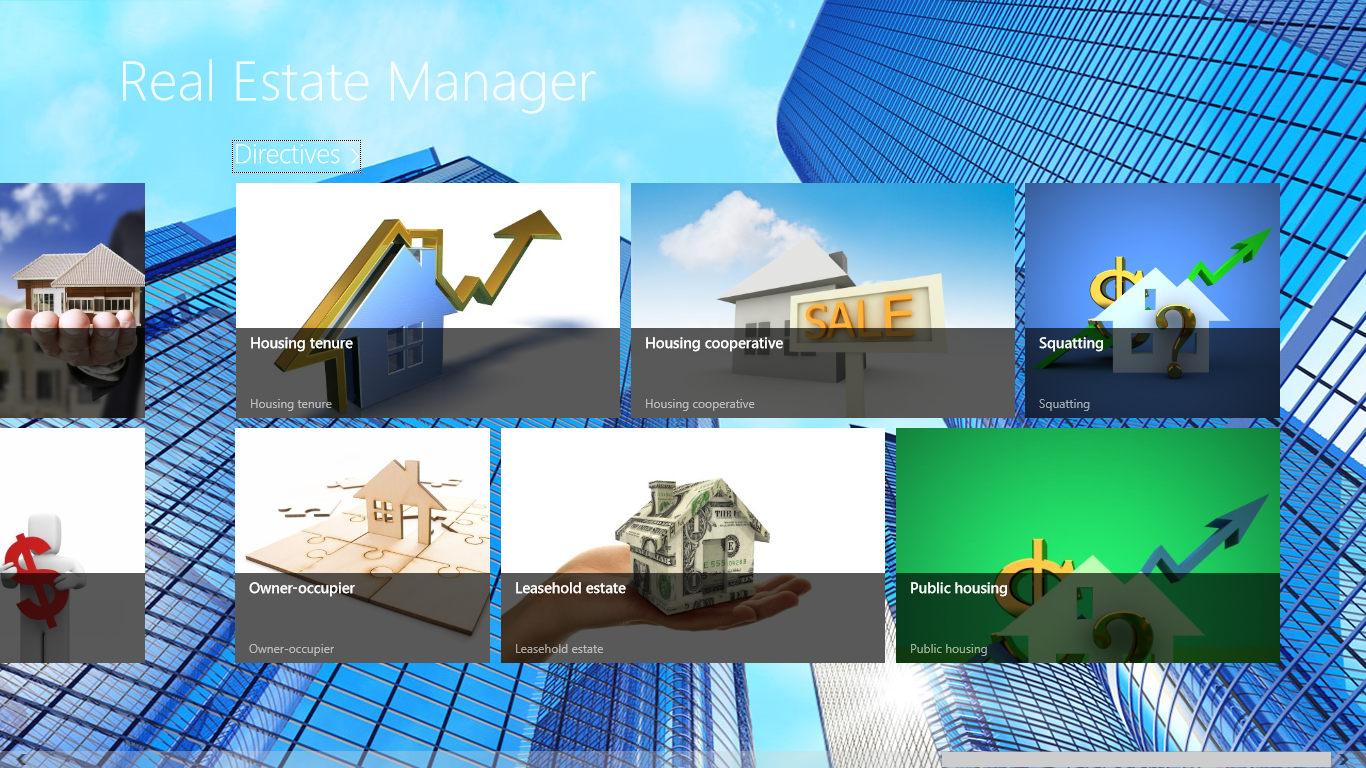 Real Estate Manager
Directives >
SALE
Housing tenure
Housing tenure
Housing cooperative
Housing cooperative
Squatting
Squatting
Owner-occupier
Owner-occupier
Leasehold estate
Leasehold estate
Public housing
Public housing